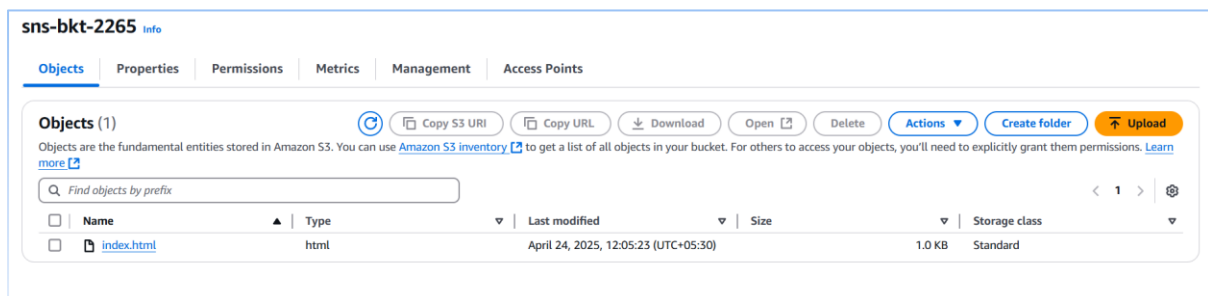 sns-bkt-2265 Info
Objects Properties Permissions Metrics Management Access Points
Objects (1) Copy S3 URI Copy URL Download Open Delete Actions Create folder Upload
Objects are the fundamental entities stored in Amazon S3. You can use Amazon S3 inventory to get a list of all objects in your bucket. For others to access your objects, you'll need to explicitly grant them permissions. Learn
more
Find objects by prefix 1
Name Type Last modified Size Storage class
index.html html April 24, 2025, 12:05:23 (UTC+05:30) 1.0 KB Standard